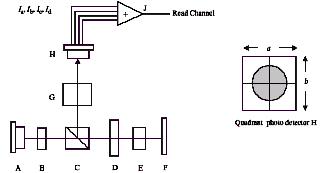 Ia, Ib, Ic, Id
+
I
Read Channel
H
G
A
B
C
D
E
F
a
b
Quadrant photo detector H